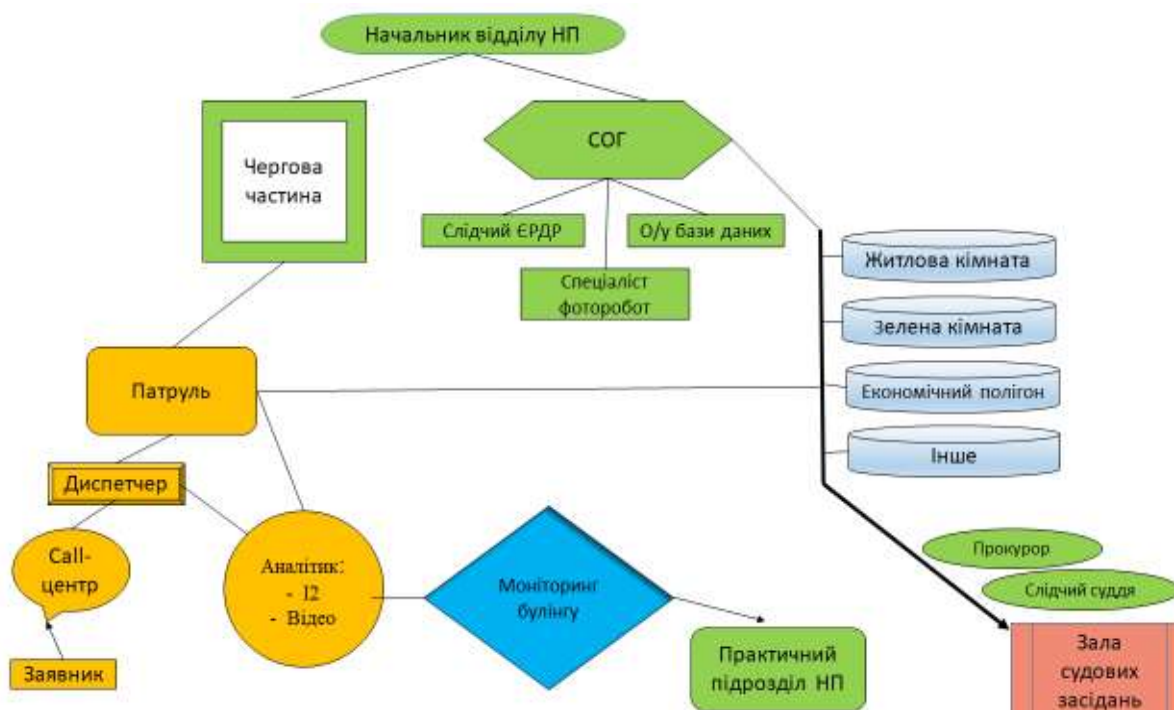 Начальник відділу НП
Чергова
частина
СОГ
Слідчий ЄРДР
О/у бази даних
Спеціаліст
фоторобот
Житлова кімната
Зелена кімната
Економічний полігон
Інше
Патруль
Диспетчер
Call-
центр
Заявник
Аналітик:
- І2
- Відео
Моніторинг
булінгу
Практичний
підрозділ НП
Прокурор
Слідчий суддя
Зала
судових
засідань